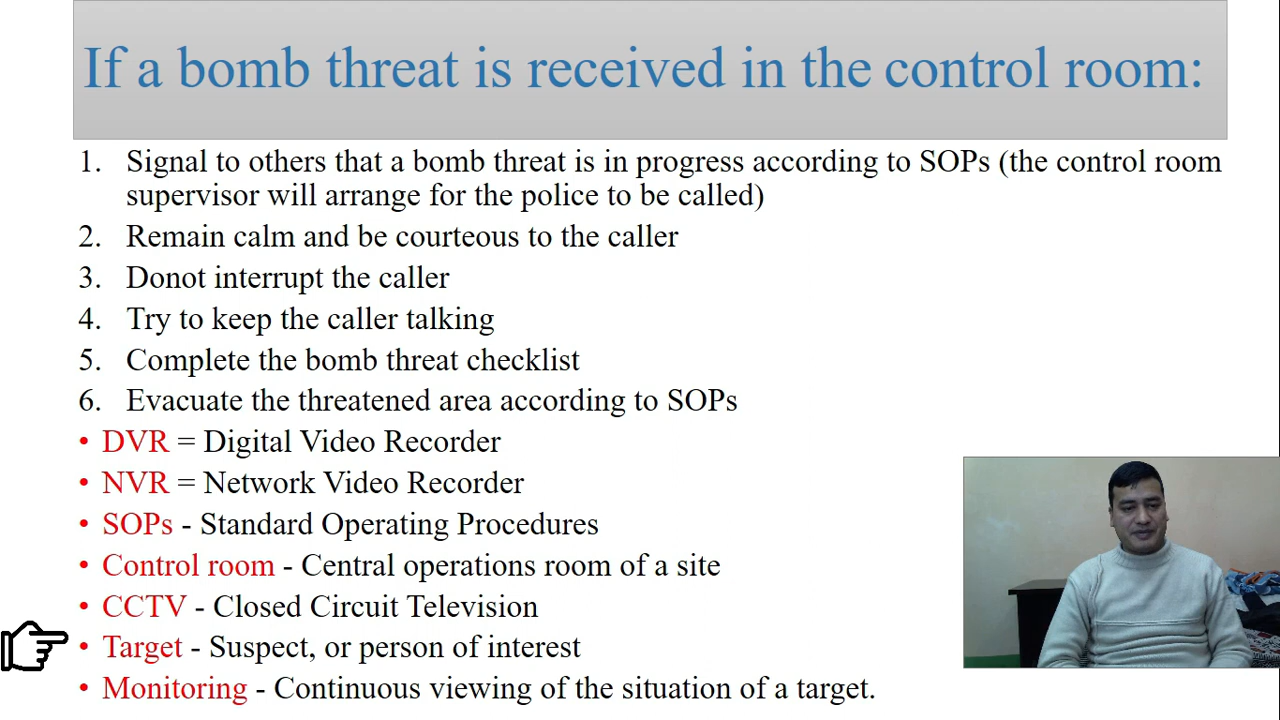 If a bomb threat is received in the control room:
1. Signal to others that a bomb threat is in progress according to SOPs (the control room
supervisor will arrange for the police to be called)
2. Remain calm and be courteous to the caller
3. Donot interrupt the caller
4. Try to keep the caller talking
5. Complete the bomb threat checklist
6. Evacuate the threatened area according to SOPs
• DVR = Digital Video Recorder
• NVR = Network Video Recorder
• SOPs - Standard Operating Procedures
• Control room - Central operations room of a site
• CCTV - Closed Circuit Television
• Target - Suspect, or person of interest
• Monitoring - Continuous viewing of the situation of a target.